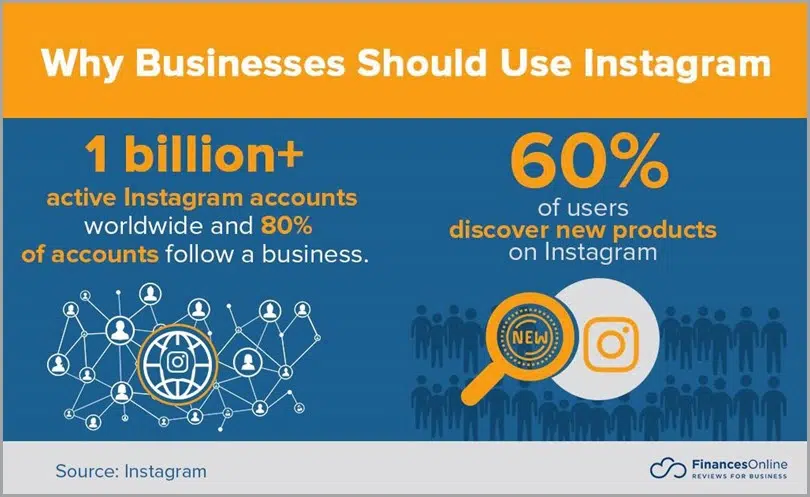 Why Businesses Should Use Instagram
1 billion+
active Instagram accounts
worldwide and 80%
of accounts follow a business.
60%
of users
discover new products
on Instagram
NEW
Source: Instagram
FinancesOnline
REVIEWS FOR BUSINESS